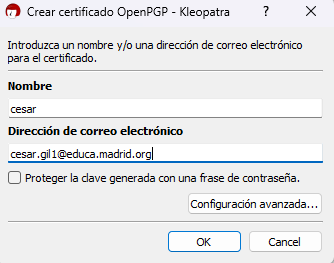 Crear certificado OpenPGP - Kleopatra
Introduzca un nombre y/o una dirección de correo electrónico
para el certificado.
Nombre
cesar
Dirección de correo electrónico
cesar.gil1@educa.madrid.org
Proteger la clave generada con una frase de contraseña.
Configuración avanzada...
OK
Cancel